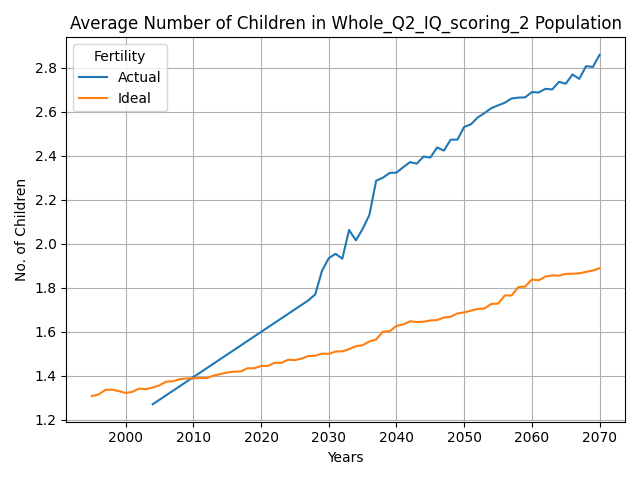 Average Number of Children in Whole_Q2_IQ_scoring_2 Population
Fertility
Actual
Ideal
No. of Children
2.8
2.6
2.4
2.2
2.0
1.8
1.6
1.4
1.2
2000 2010 2020 2030 2040 2050 2060 2070
Years